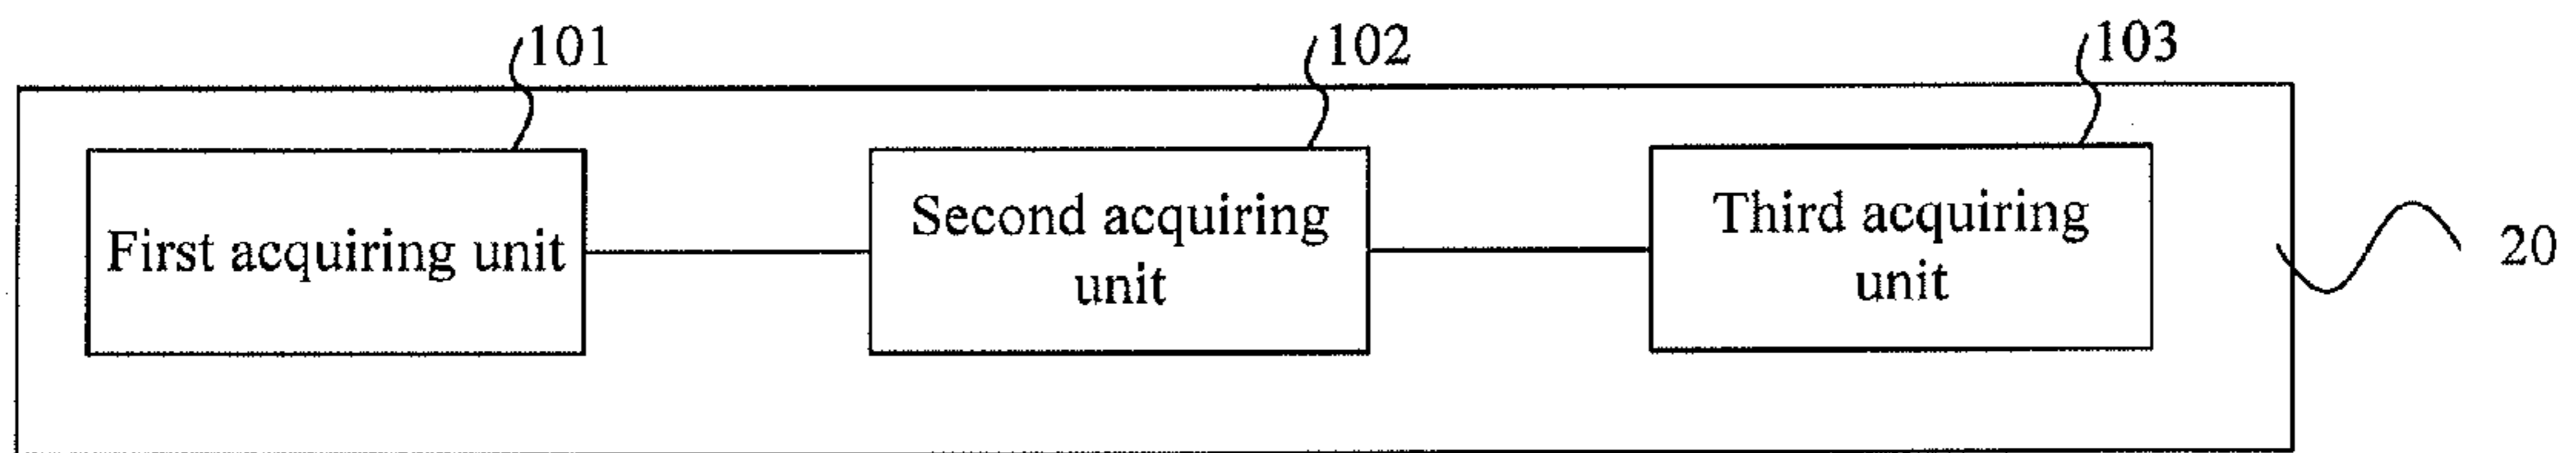 101
102
103
First acquiring unit
Second acquiring
unit
Third acquiring
unit
20